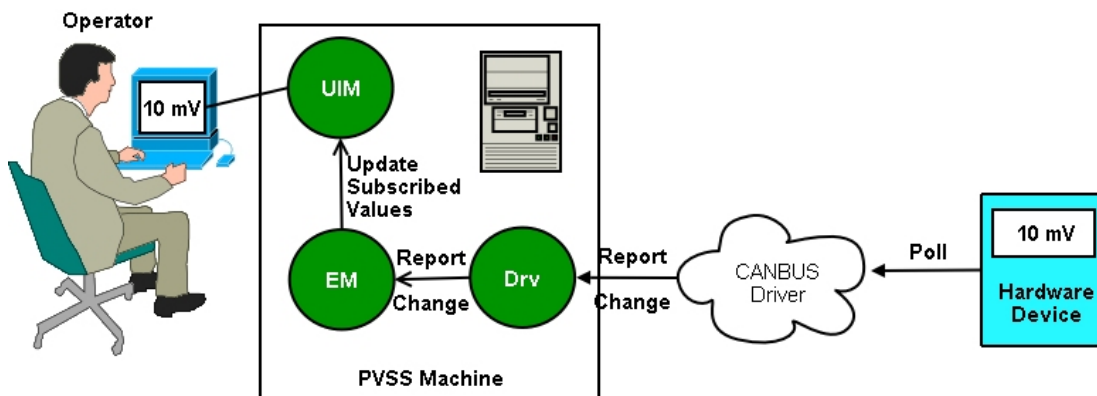 Operator
10 mV
UIM
Update
Subscribed
Values
EM
Report
Change
Drv
Report
Change
CANBUS
Driver
Poll
10 mV
Hardware
Device
PVSS Machine